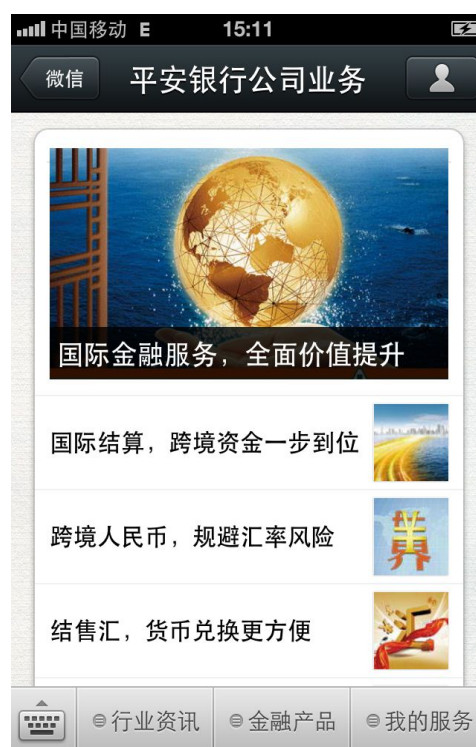 中国移动 E 15:11
微信 平安银行公司业务
国际金融服务，全面价值提升
国际结算，跨境资金一步到位
跨境人民币，规避汇率风险
结售汇，货币兑换更方便
行业资讯 金融产品 我的服务